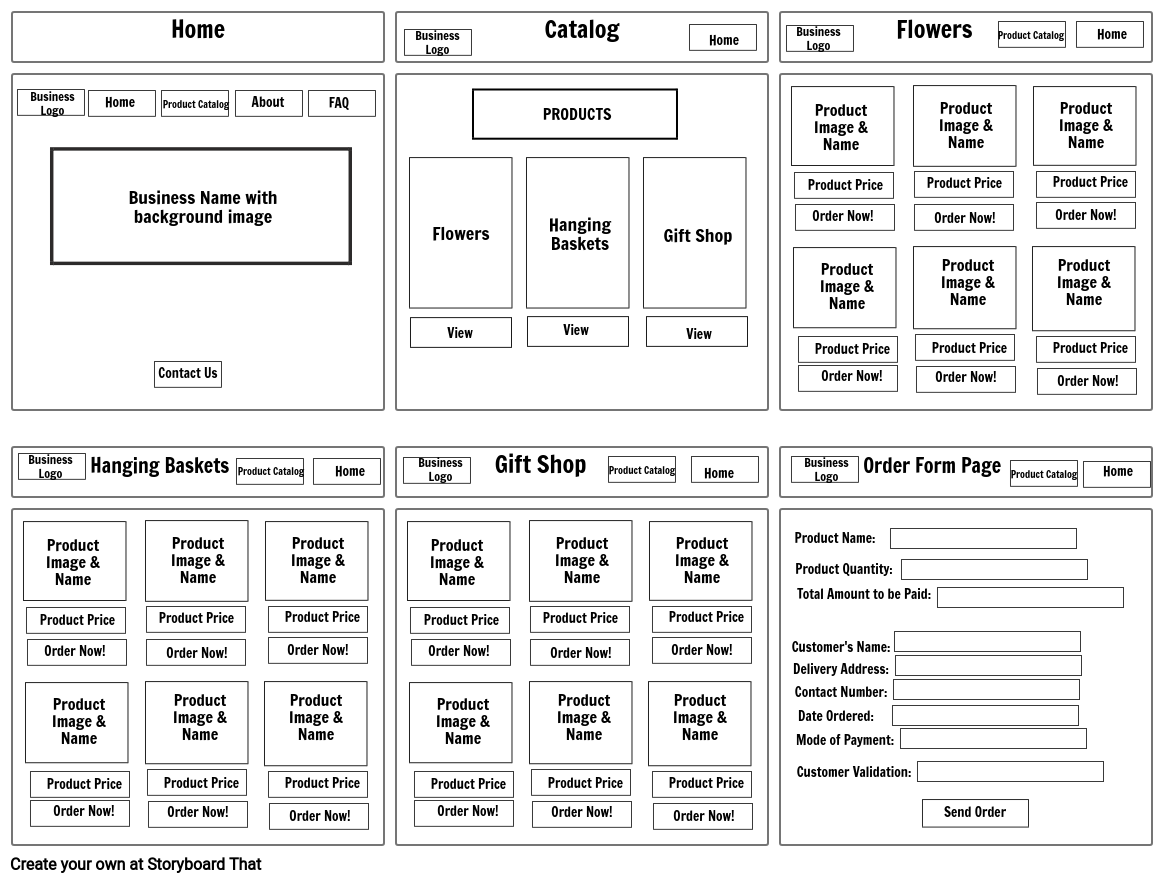 Home
Business
Logo
Home
Product Catalog
About
FAQ
Business Name with
background image
Contact Us
Catalog
Business
Logo
Home
PRODUCTS
Flowers
Hanging
Baskets
Gift Shop
View
View
View
Business
Logo
Flowers
Product Catalog
Home
Product
Image &
Name
Product
Image &
Name
Product
Image &
Name
Product Price
Product Price
Product Price
Order Now!
Order Now!
Order Now!
Product
Image &
Name
Product
Image &
Name
Product
Image &
Name
Product Price
Product Price
Product Price
Order Now!
Order Now!
Order Now!
Business
Logo
Hanging Baskets
Product Catalog
Home
Product
Image &
Name
Product
Image &
Name
Product
Image &
Name
Product Price
Product Price
Product Price
Order Now!
Order Now!
Order Now!
Product
Image &
Name
Product
Image &
Name
Product
Image &
Name
Product Price
Product Price
Product Price
Order Now!
Order Now!
Order Now!
Business
Logo
Gift Shop
Product Catalog
Home
Product
Image &
Name
Product
Image &
Name
Product
Image &
Name
Product Price
Product Price
Product Price
Order Now!
Order Now!
Order Now!
Product
Image &
Name
Product
Image &
Name
Product
Image &
Name
Product Price
Product Price
Product Price
Order Now!
Order Now!
Order Now!
Business
Logo
Order Form Page
Product Catalog
Home
Product Name:
Product Quantity:
Total Amount to be Paid:
Customer's Name:
Delivery Address:
Contact Number:
Date Ordered:
Mode of Payment:
Customer Validation:
Send Order
Create your own at Storyboard That